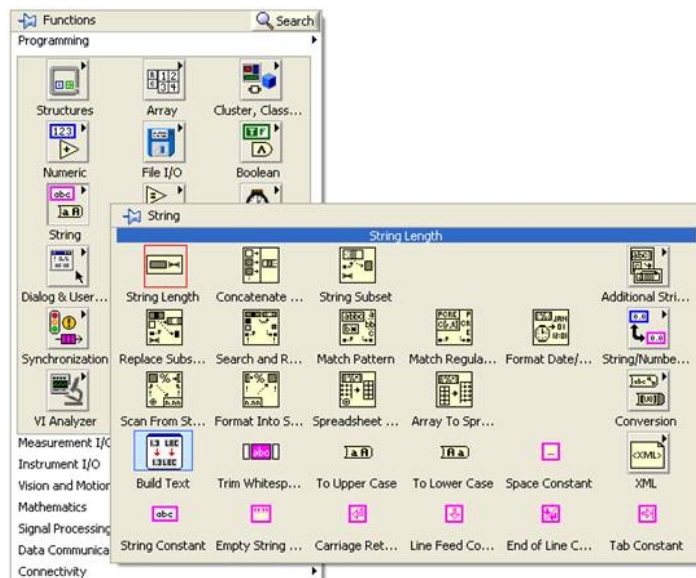 Functions Search
Programming
Structures Array Cluster, Class...
Numeric File I/O Boolean
String
Dialog & User...
Synchronization
VI Analyzer
Measurement I/O
Instrument I/O
Vision and Motion
Mathematics
Signal Processing
Data Communica
Connectivity
String
String Length
String Length Concatenate ... String Subset Additional Stri...
Replace Subs... Search and R... Match Pattern Match Regula... Format Date/... String/Numbe...
Scan From St... Format Into S... Spreadsheet ... Array To Spr... Conversion
Build Text Trim Whitesp... To Upper Case To Lower Case Space Constant XML
String Constant Empty String ... Carriage Ret... Line Feed Co... End of Line C... Tab Constant